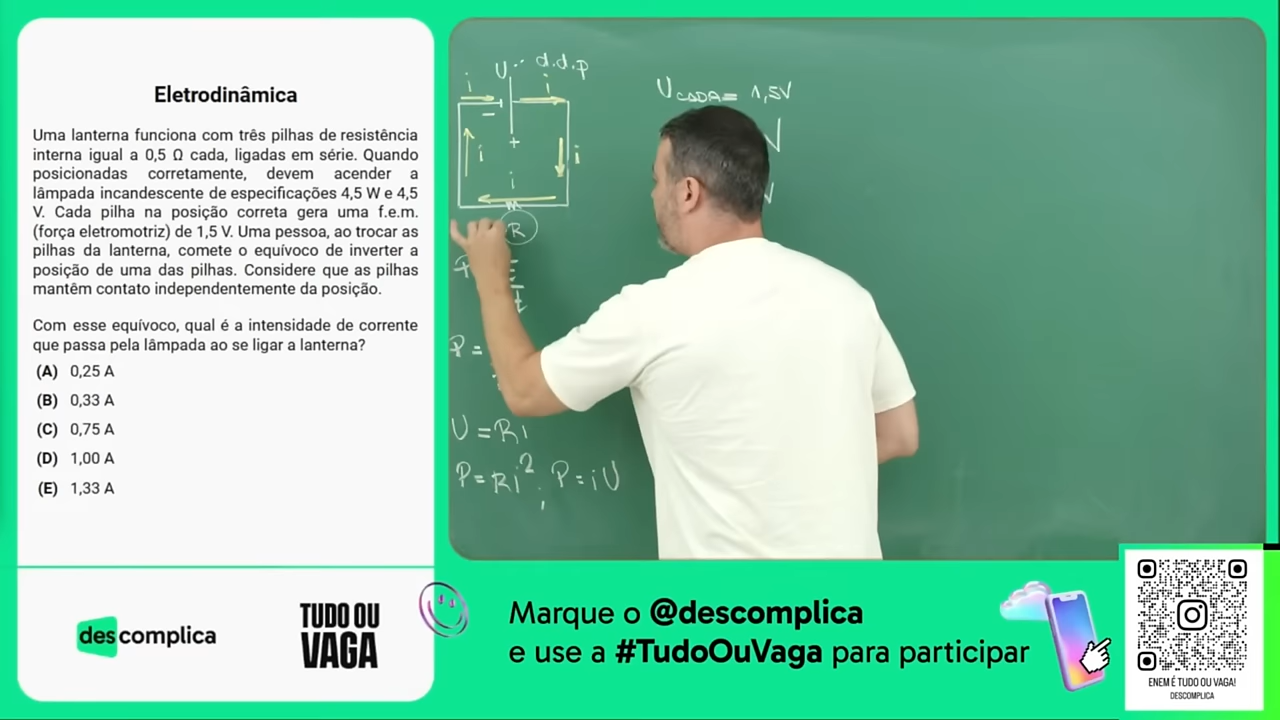 Eletrodinâmica
Uma lanterna funciona com três pilhas de resistência
interna igual a 0,5 Ω cada, ligadas em série. Quando
posicionadas corretamente, devem acender a
lâmpada incandescente de especificações 4,5 W e 4,5
V. Cada pilha na posição correta gera uma f.e.m.
(força eletromotriz) de 1,5 V. Uma pessoa, ao trocar as
pilhas da lanterna, comete o equívoco de inverter a
posição de uma das pilhas. Considere que as pilhas
mantêm contato independentemente da posição.
Com esse equívoco, qual é a intensidade de corrente
que passa pela lâmpada ao se ligar a lanterna?
(A) 0,25 A
(B) 0,33 A
(C) 0,75 A
(D) 1,00 A
(E) 1,33 A
descomplica
TUDO OU
VAGA
U d.d.p
i i
- 
+
i i
i
R
P =
U = Ri
P = Ri²; P = iU
U CADA = 1,5V
V
V
Marque o @descomplica
e use a #TudoOuVaga para participar
ENEM É TUDO OU VAGA!
DESCOMPLICA